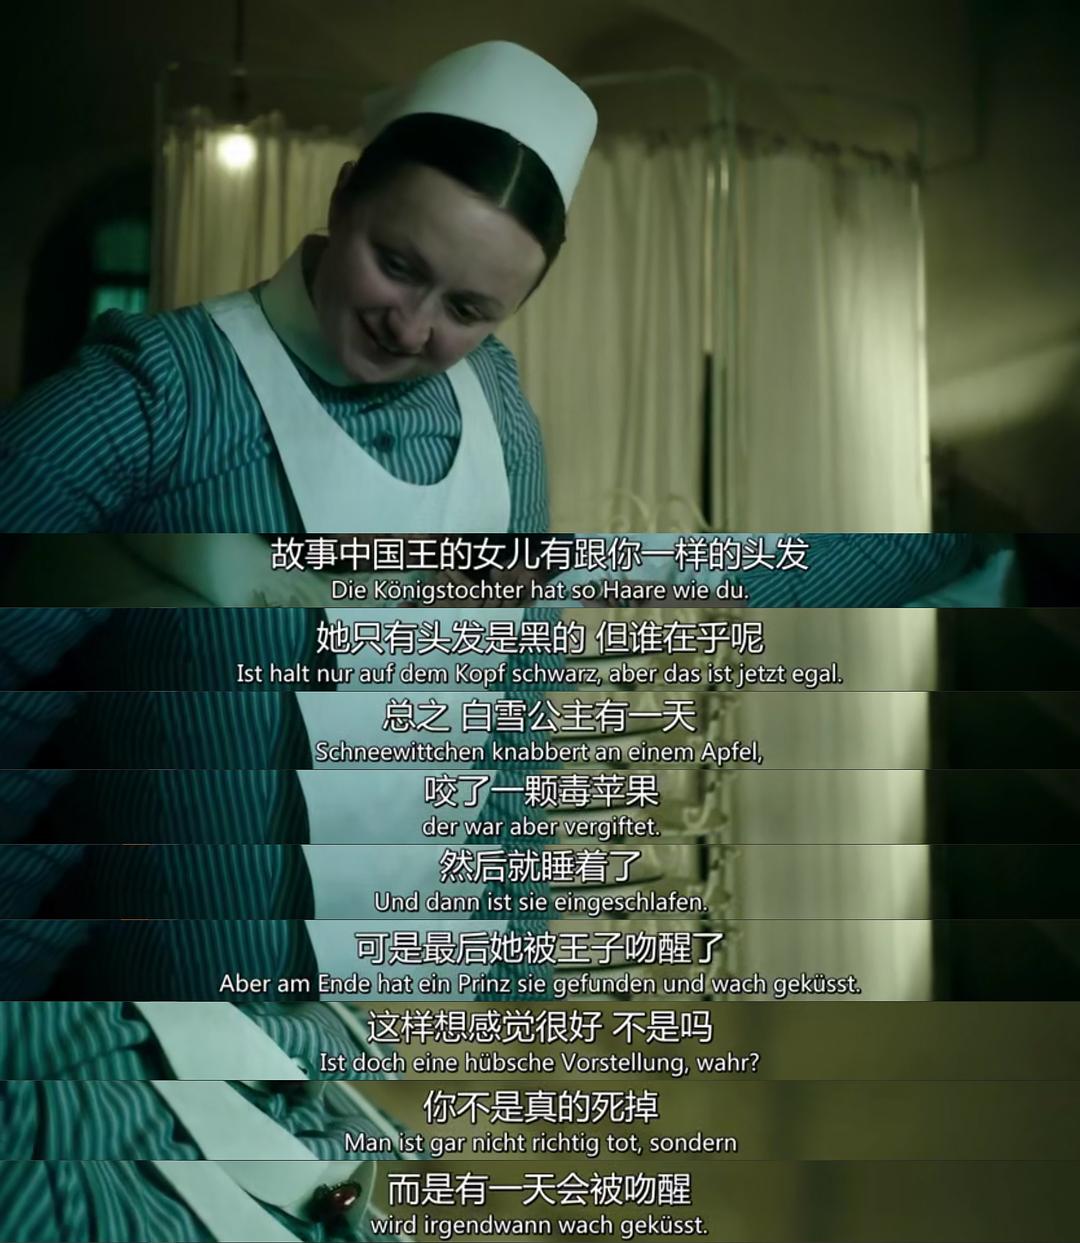 故事中国王的女儿有跟你一样的头发
Die Königstochter hat so Haare wie du.
她只有头发是黑的 但谁在乎呢
Ist halt nur auf dem Kopf schwarz, aber das ist jetzt egal.
总之 白雪公主有一天
Schneewittchen knabbert an einem Apfel,
咬了一颗毒苹果
der war aber vergiftet.
然后就睡着了
Und dann ist sie eingeschlafen.
可是最后她被王子吻醒了
Aber am Ende hat ein Prinz sie gefunden und wach geküsst.
这样想感觉很好 不是吗
Ist doch eine hübsche Vorstellung, wahr?
你不是真的死掉
Man ist gar nicht richtig tot, sondern
而是有一天会被吻醒
wird irgendwann wach geküsst.